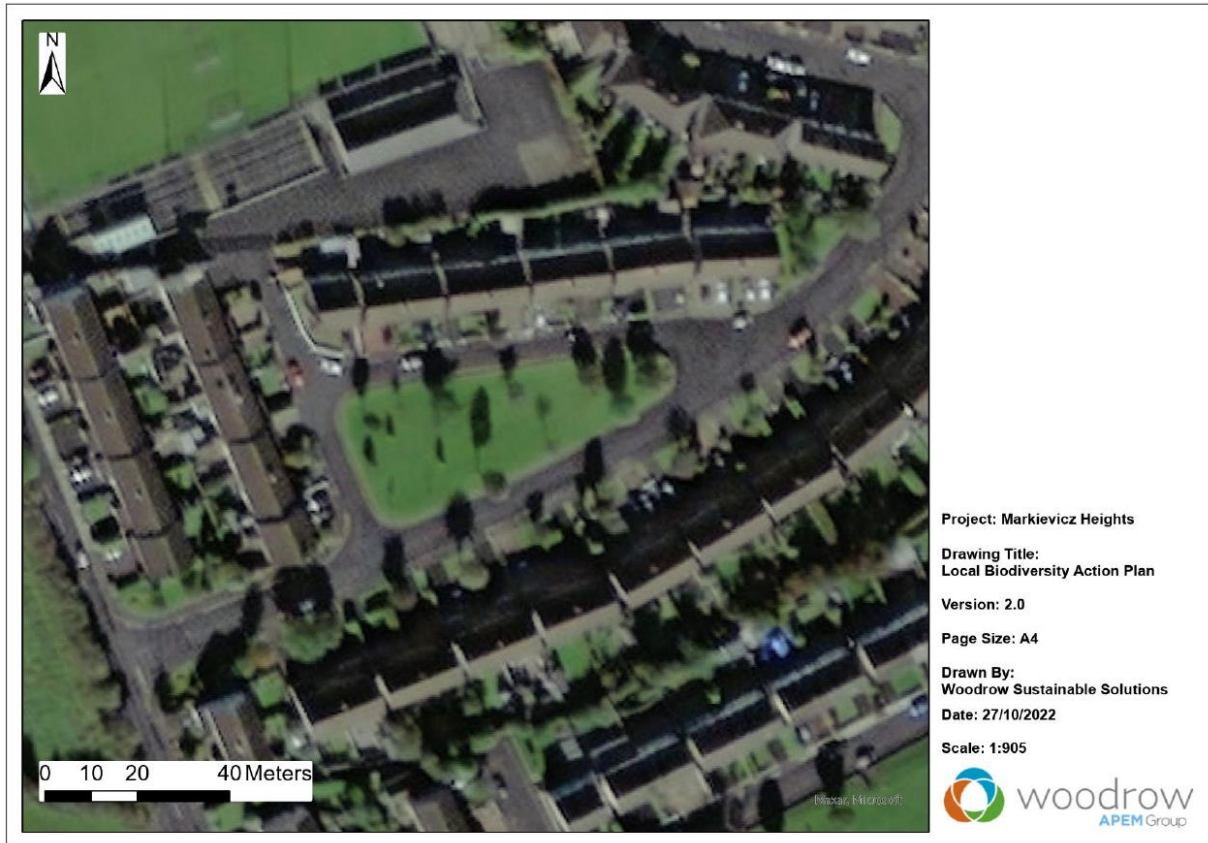 N
Project: Markievicz Heights
Drawing Title:
Local Biodiversity Action Plan
Version: 2.0
Page Size: A4
Drawn By:
Woodrow Sustainable Solutions
Date: 27/10/2022
Scale: 1:905
0 10 20 40 Meters
Maxar, Microsoft
woodrow
APEM Group